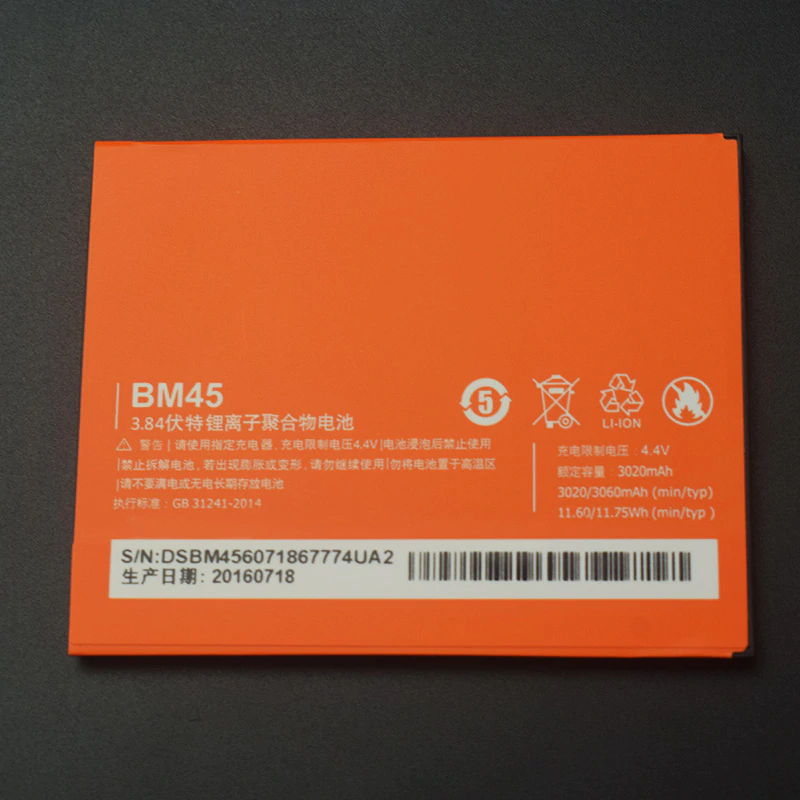 BM45
3.84伏特锂离子聚合物电池
5
LI-ION
警告 | 请使用指定充电器, 充电限制电压4.4V | 电池浸泡后禁止使用
| 禁止拆解电池, 若出现膨胀或变形, 请勿继续使用 | 勿将电池置于高温区
| 请不要满电或无电长期存放电池
执行标准: GB 31241-2014
充电限制电压: 4.4V
额定容量: 3020mAh
3020/3060mAh (min/typ)
11.60/11.75Wh (min/typ )
S/N:DSBM456071867774UA2
生产日期: 20160718